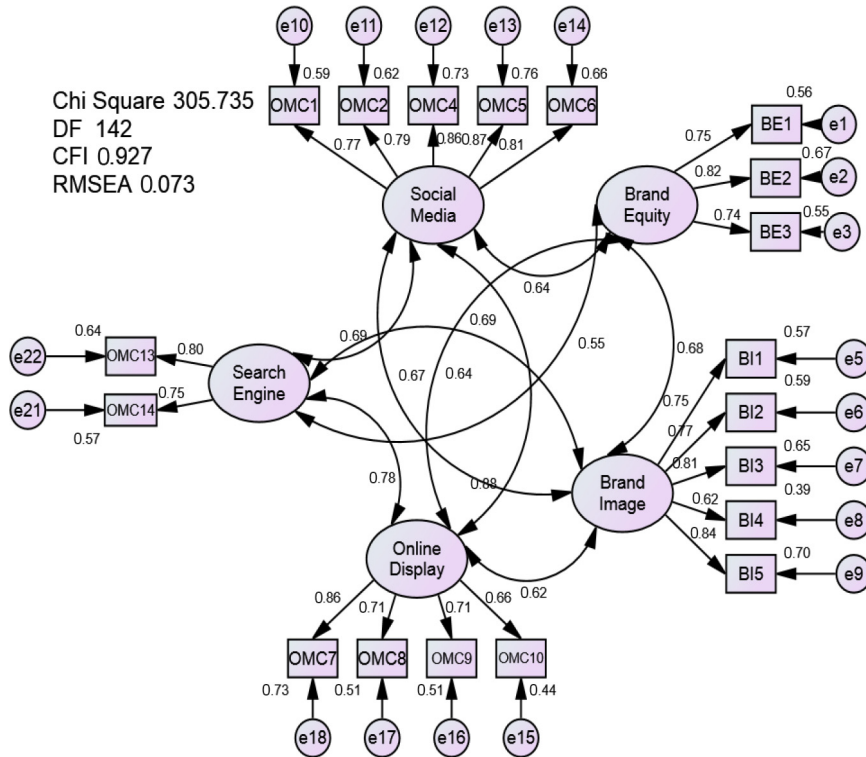 e10 e11 e12 e13 e14
0.59 0.62 0.73 0.76 0.66
OMC1 OMC2 OMC4 OMC5 OMC6
0.77 0.79 0.86 0.87 0.81
Chi Square 305.735
DF 142
CFI 0.927
RMSEA 0.073
Social
Media
Brand
Equity
0.56
0.75 BE1 e1
0.67
0.82 BE2 e2
0.55
0.74 BE3 e3
0.64
0.69
0.69
0.55
0.68
0.67
0.64
0.78
0.88
0.62
0.64
e22 OMC13 0.80
e21 OMC14 0.75
0.57
Search
Engine
Brand
Image
0.57
0.75 BI1 e5
0.59
0.77 BI2 e6
0.65
0.81 BI3 e7
0.39
0.62 BI4 e8
0.70
0.84 BI5 e9
Online
Display
0.86 0.71 0.71 0.66
OMC7 OMC8 OMC9 OMC10
0.73 0.51 0.51 0.44
e18 e17 e16 e15